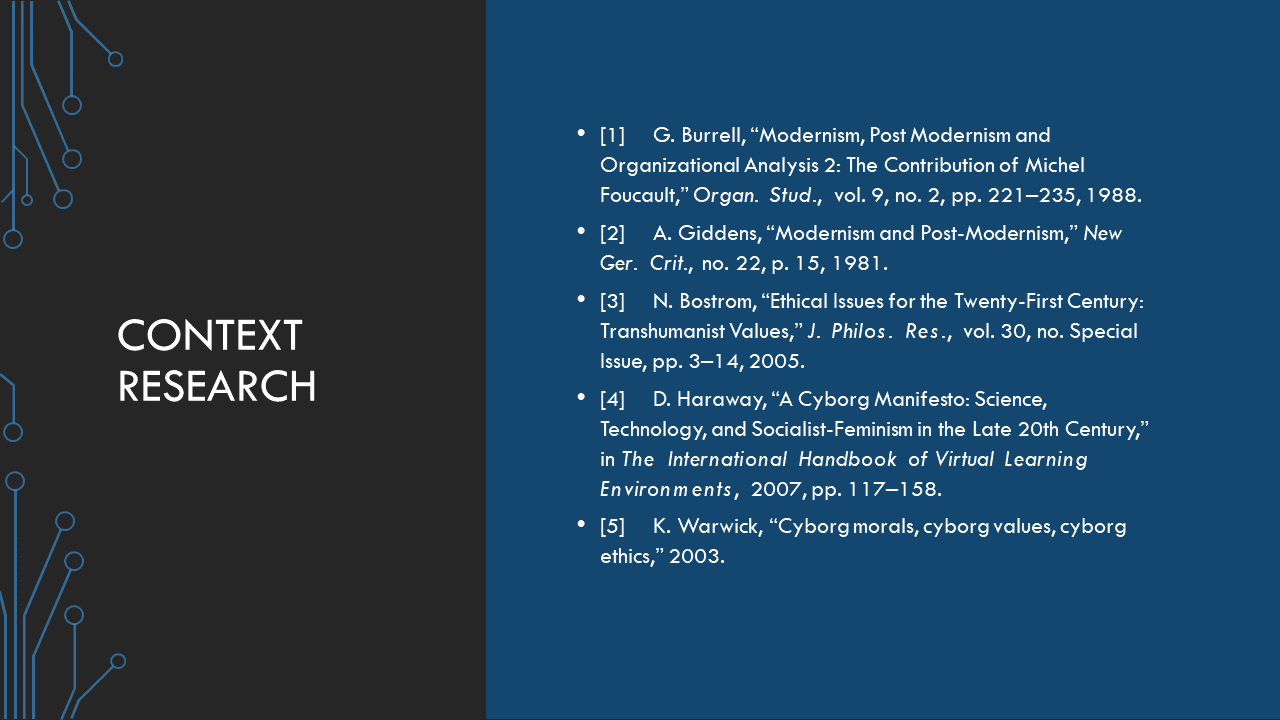 CONTEXT
RESEARCH
• [1] G. Burrell, “Modernism, Post Modernism and
Organizational Analysis 2: The Contribution of Michel
Foucault,” Organ. Stud., vol. 9, no. 2, pp. 221–235, 1988.
• [2] A. Giddens, “Modernism and Post-Modernism,” New
Ger. Crit., no. 22, p. 15, 1981.
• [3] N. Bostrom, “Ethical Issues for the Twenty-First Century:
Transhumanist Values,” J. Philos. Res., vol. 30, no. Special
Issue, pp. 3–14, 2005.
• [4] D. Haraway, “A Cyborg Manifesto: Science,
Technology, and Socialist-Feminism in the Late 20th Century,”
in The International Handbook of Virtual Learning
Environments, 2007, pp. 117–158.
• [5] K. Warwick, “Cyborg morals, cyborg values, cyborg
ethics,” 2003.